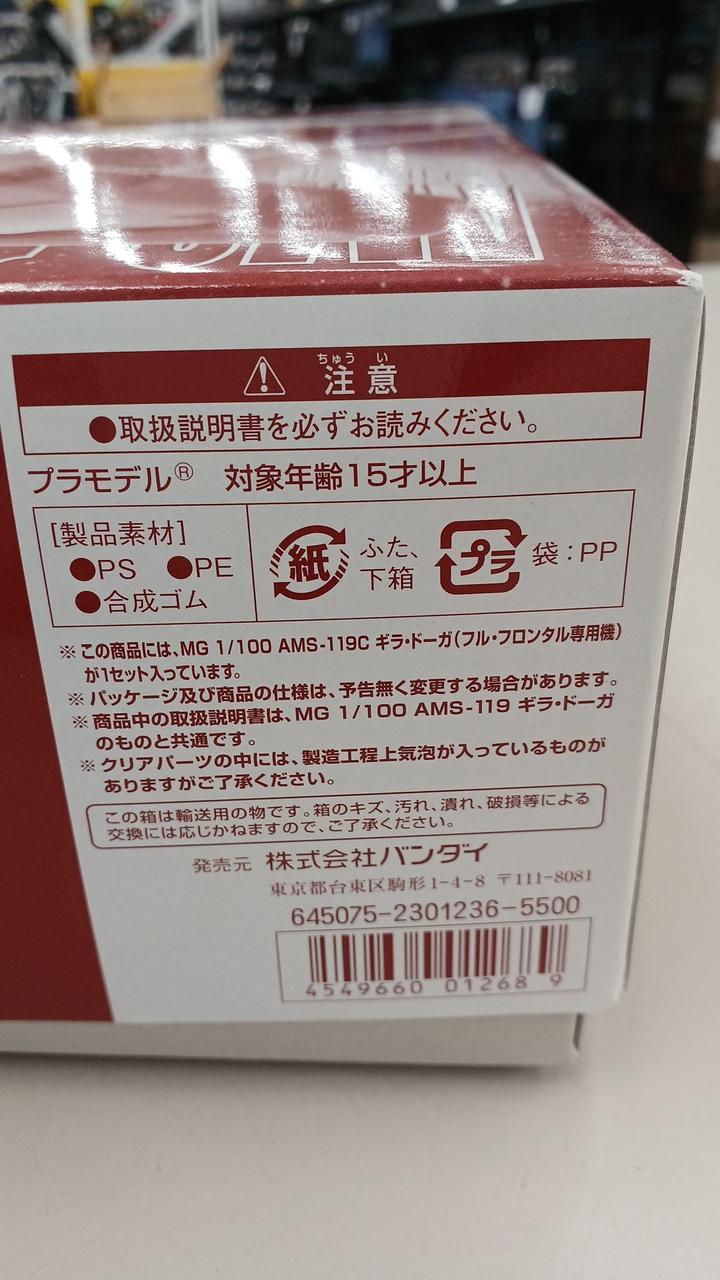 ちゅう い
注意
●取扱説明書を必ずお読みください。
プラモデル® 対象年齢15才以上
[製品素材]
●PS ●PE
●合成ゴム
紙 ふた、
下箱
プラ 袋:PP
※この商品には、MG 1/100 AMS-119C ギラ・ドーガ(フル・フロンタル専用機)
が1セット入っています。
※パッケージ及び商品の仕様は、予告無く変更する場合があります。
※商品中の取扱説明書は、MG 1/100 AMS-119 ギラ・ドーガ
のものと共通です。
※クリアパーツの中には、製造工程上気泡が入っているものが
ありますがご了承ください。
この箱は輸送用の物です。箱のキズ、汚れ、潰れ、破損等による
交換には応じかねますので、ご了承ください。
発売元 株式会社バンダイ
東京都台東区駒形1-4-8 〒111-8081
645075-2301236-5500
4549660 01268 9